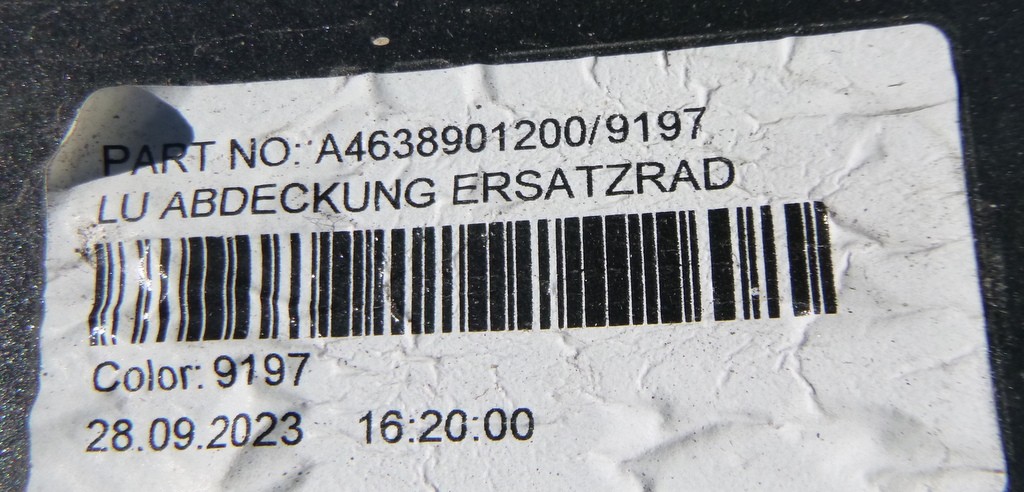 PART NO: A4638901200/9197
LU ABDECKUNG ERSATZRAD
Color: 9197
28.09.2023 16:20:00